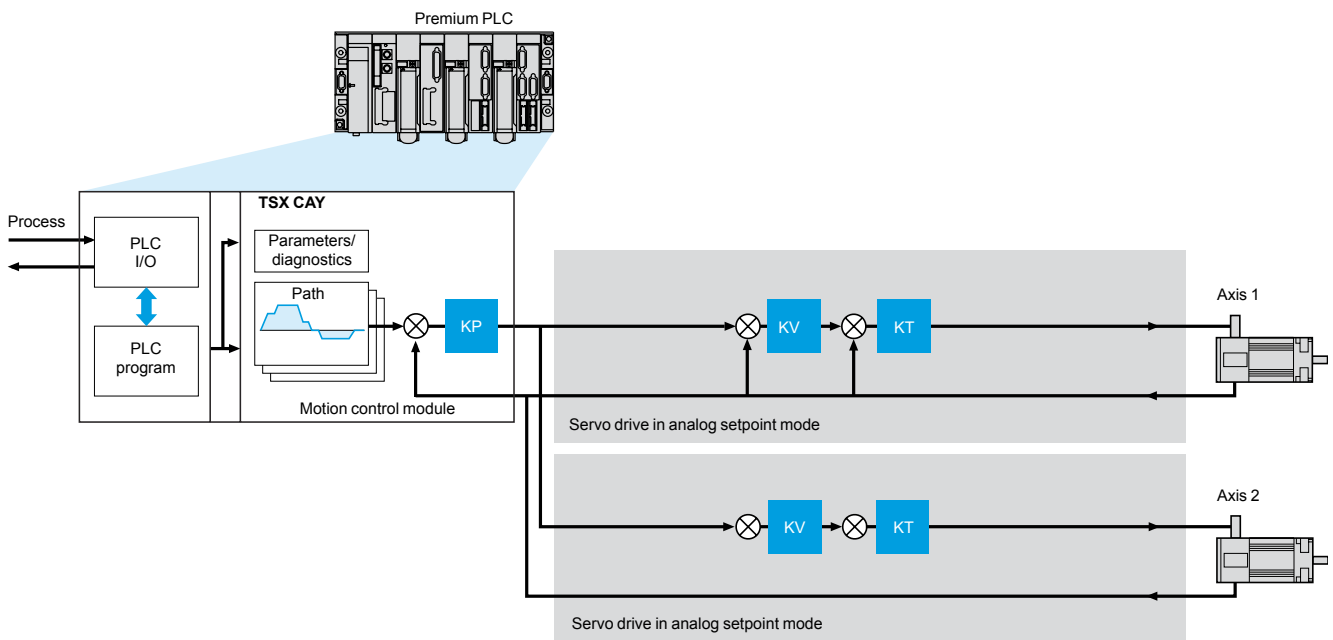 Premium PLC
Process
PLC
I/O
PLC
program
TSX CAY
Parameters/
diagnostics
Path
KP
Motion control module
KV
KT
Axis 1
Servo drive in analog setpoint mode
KV
KT
Axis 2
Servo drive in analog setpoint mode